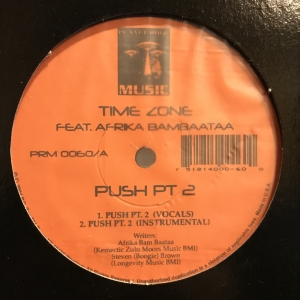 MUSIC
TIME ZONE
FEAT. AFRIKA BAMBAATAA
PRM 0060/A
PUSH PT 2
1. PUSH PT. 2 (VOCALS)
2. PUSH PT. 2 (INSTRUMENTAL)
Writers:
Afrika Bam Baataa
(Kemectic Zulu Moors Music BMI)
Steven (Boogie) Brown
(Longevity Music BMI)